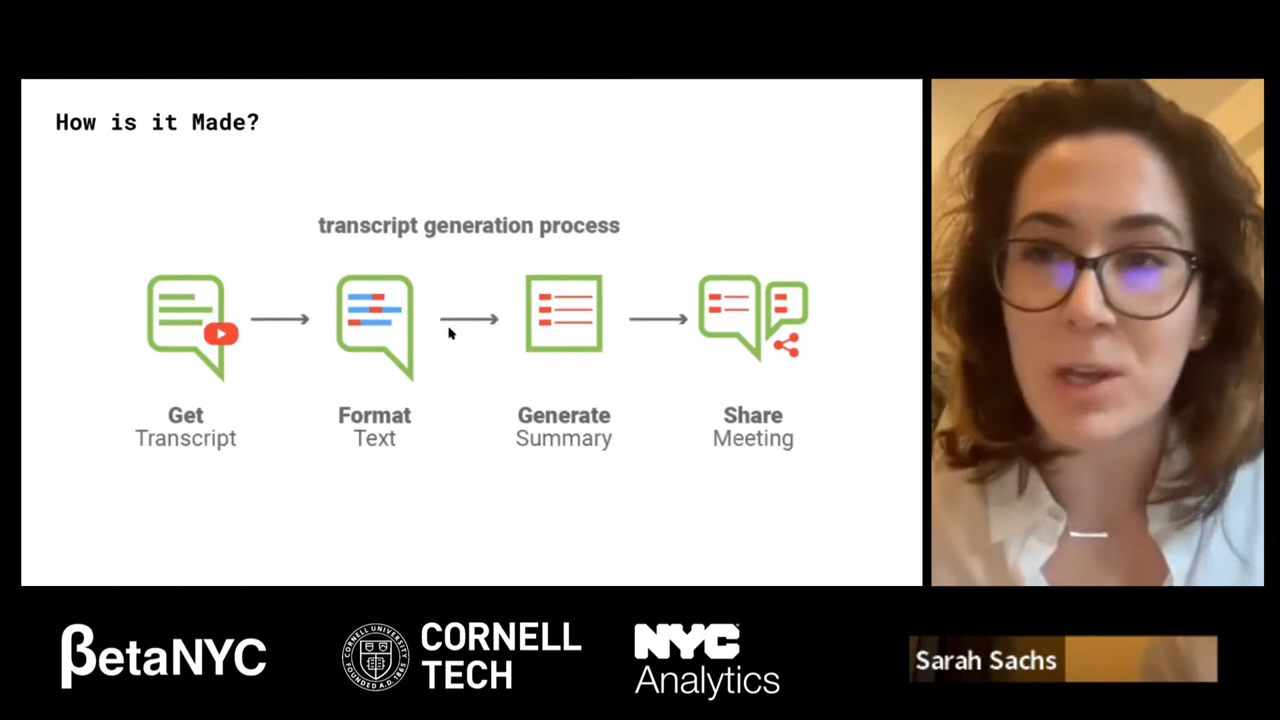 How is it Made?
transcript generation process
Get
Transcript
Format
Text
Generate
Summary
Share
Meeting
βetaNYC
CORNELL
TECH
NYC
Analytics
Sarah Sachs